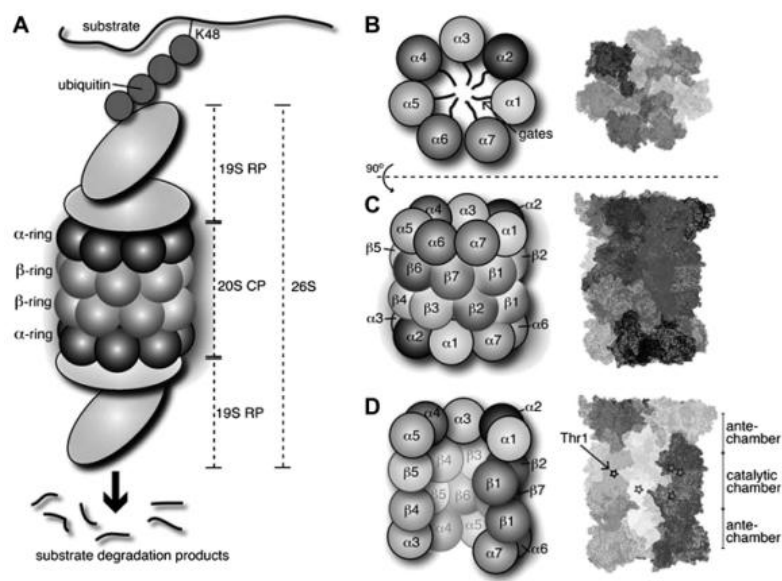 A
substrate
K48
ubiquitin
19S RP
α-ring
β-ring
β-ring
α-ring
20S CP
26S
19S RP
substrate degradation products
B
α3
α4
α2
α5
α1
α6
α7
gates
90°
C
α4
α3
α2
α5
α6
α7
α1
β5
β6
β7
β1
β2
β4
β3
β2
β1
α3
α2
α1
α7
α6
D
α4
α3
α2
α5
α1
β4
β3
β2
β5
β1
β7
β5
β6
β4
β1
α4
α5
α3
α7
α6
Thr1
ante-
chamber
catalytic
chamber
ante-
chamber